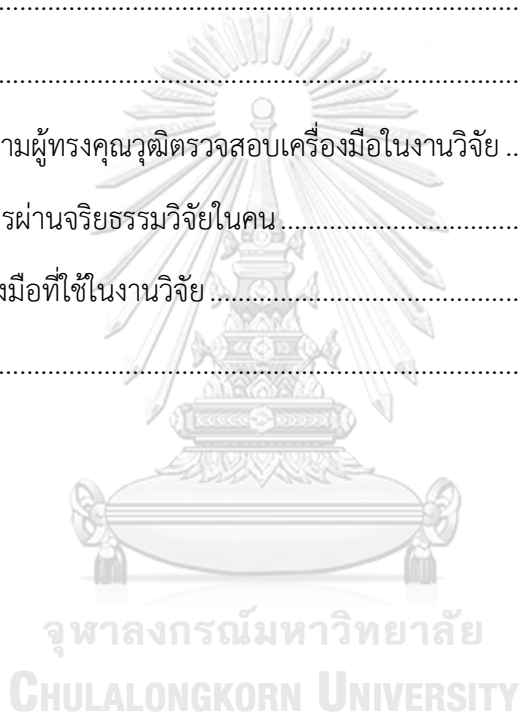 ........................................................................
........................................................................
ามผู้ทรงคุณวุฒิตรวจสอบเครื่องมือในงานวิจัย ..
รผ่านจริยธรรมวิจัยในคน ..............................
งมือที่ใช้ในงานวิจัย .......................................
........................................................................
จุฬาลงกรณ์มหาวิทยาลัย
CHULALONGKORN UNIVERSITY